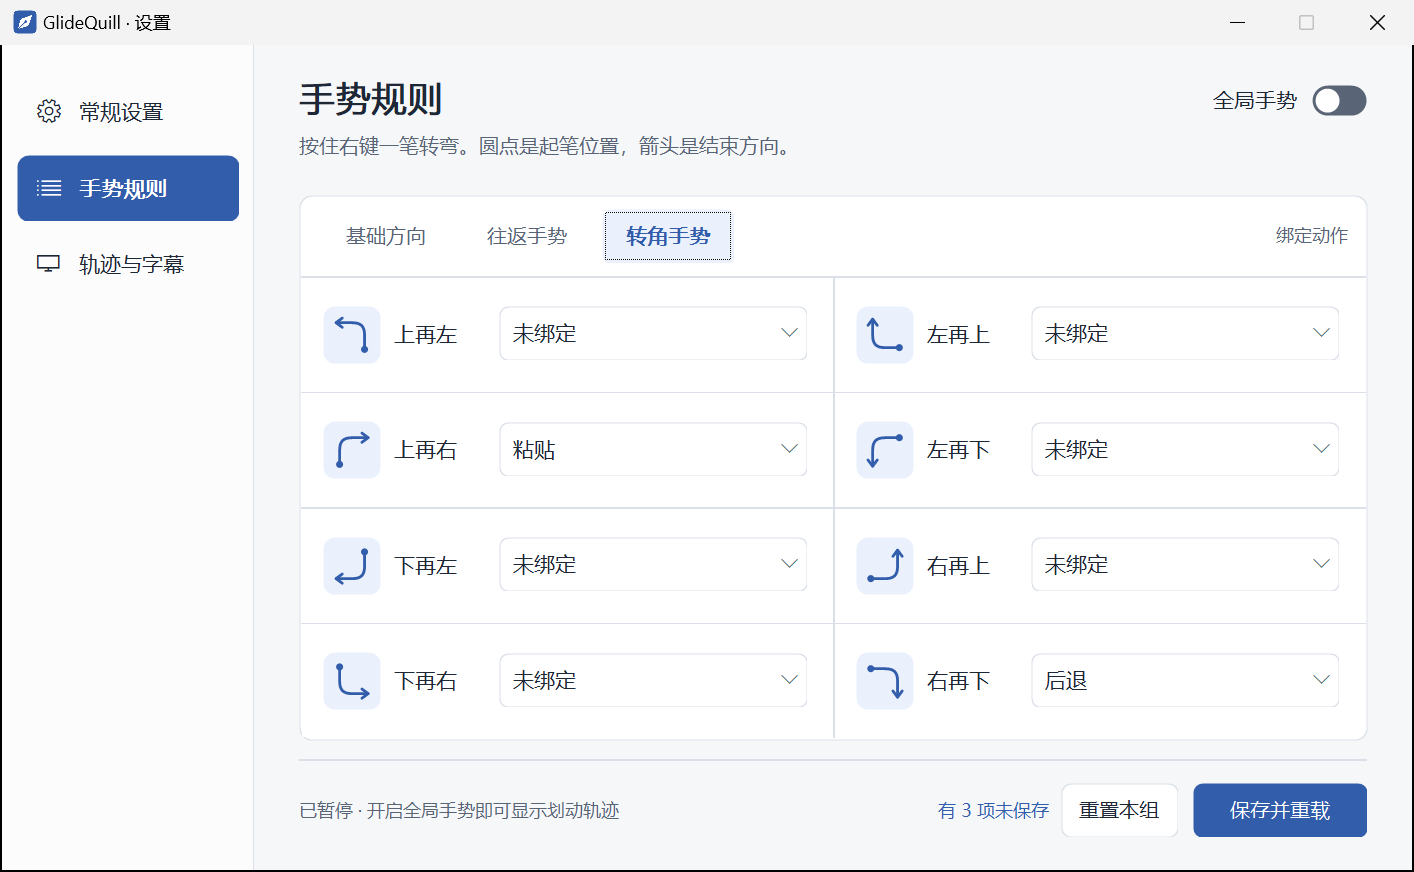 GlideQuill · 设置
常规设置
手势规则
轨迹与字幕
手势规则
全局手势
按住右键一笔转弯。圆点是起笔位置，箭头是结束方向。
基础方向
往返手势
转角手势
绑定动作
上再左
未绑定
左再上
未绑定
上再右
粘贴
左再下
未绑定
下再左
未绑定
右再上
未绑定
下再右
未绑定
右再下
后退
已暂停 · 开启全局手势即可显示划动轨迹
有 3 项未保存
重置本组
保存并重载